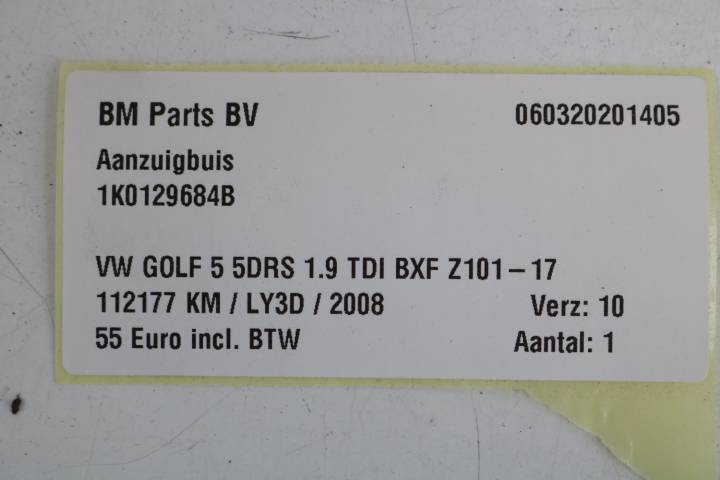 BM Parts BV 060320201405
Aanzuigbuis
1K0129684B
VW GOLF 5 5DRS 1.9 TDI BXF Z101-17
112177 KM / LY3D / 2008 Verz: 10
55 Euro incl. BTW Aantal: 1